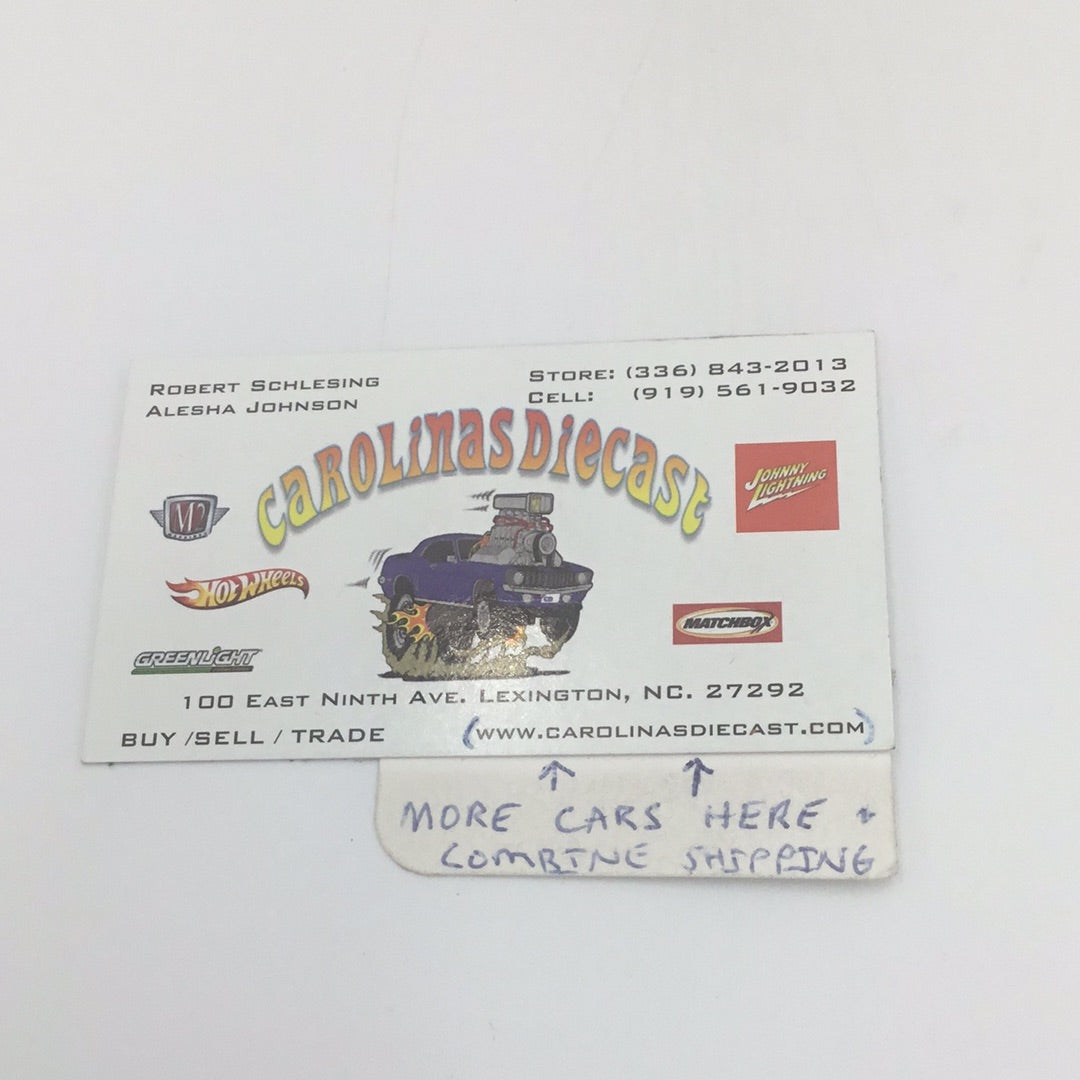 ROBERT SCHLESING
ALESHA JOHNSON
STORE: (336) 843-2013
CELL: (919) 561-9032
CAROLINAS DIECAST
M2
JOHNNY
LIGHTNING
HOT WHEELS
MATCHBOX
GREENLIGHT
100 EAST NINTH AVE. LEXINGTON, NC. 27292
BUY /SELL / TRADE
(WWW.CAROLINASDIECAST.COM)
MORE CARS HERE +
COMBINE SHIPPING